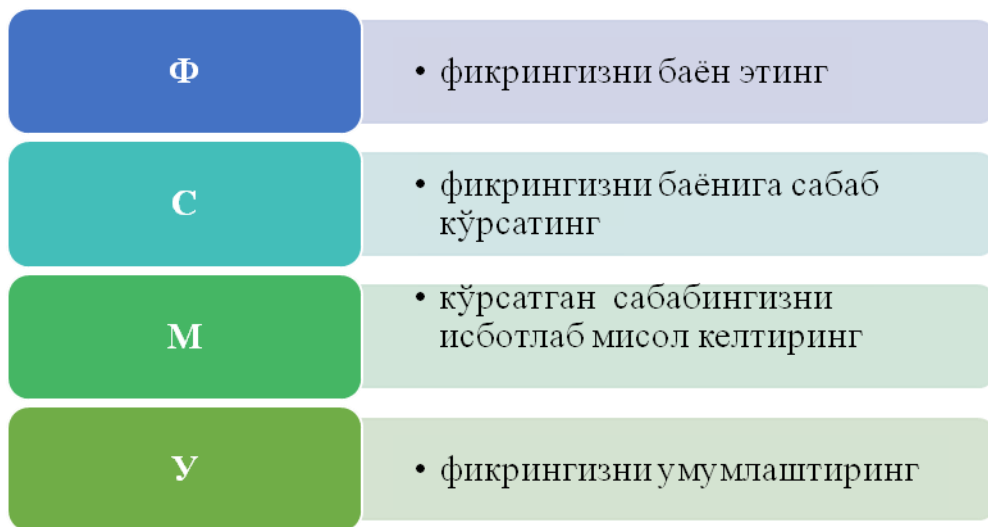 Ф
• фикрингизни баён этинг
С
• фикрингизни баёнига сабаб
кўрсатинг
М
• кўрсатган сабабингизни
исботлаб мисол келтиринг
У
• фикрингизни умумлаштиринг